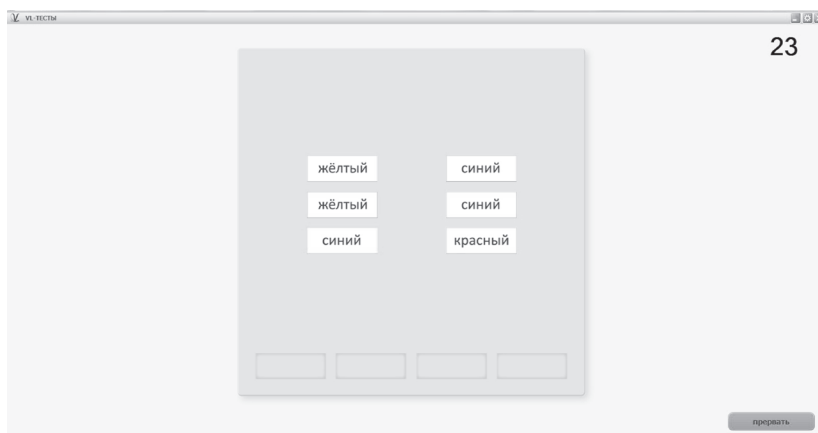 VL-ТЕСТЫ
23
жёлтый синий
жёлтый синий
синий красный
прервать